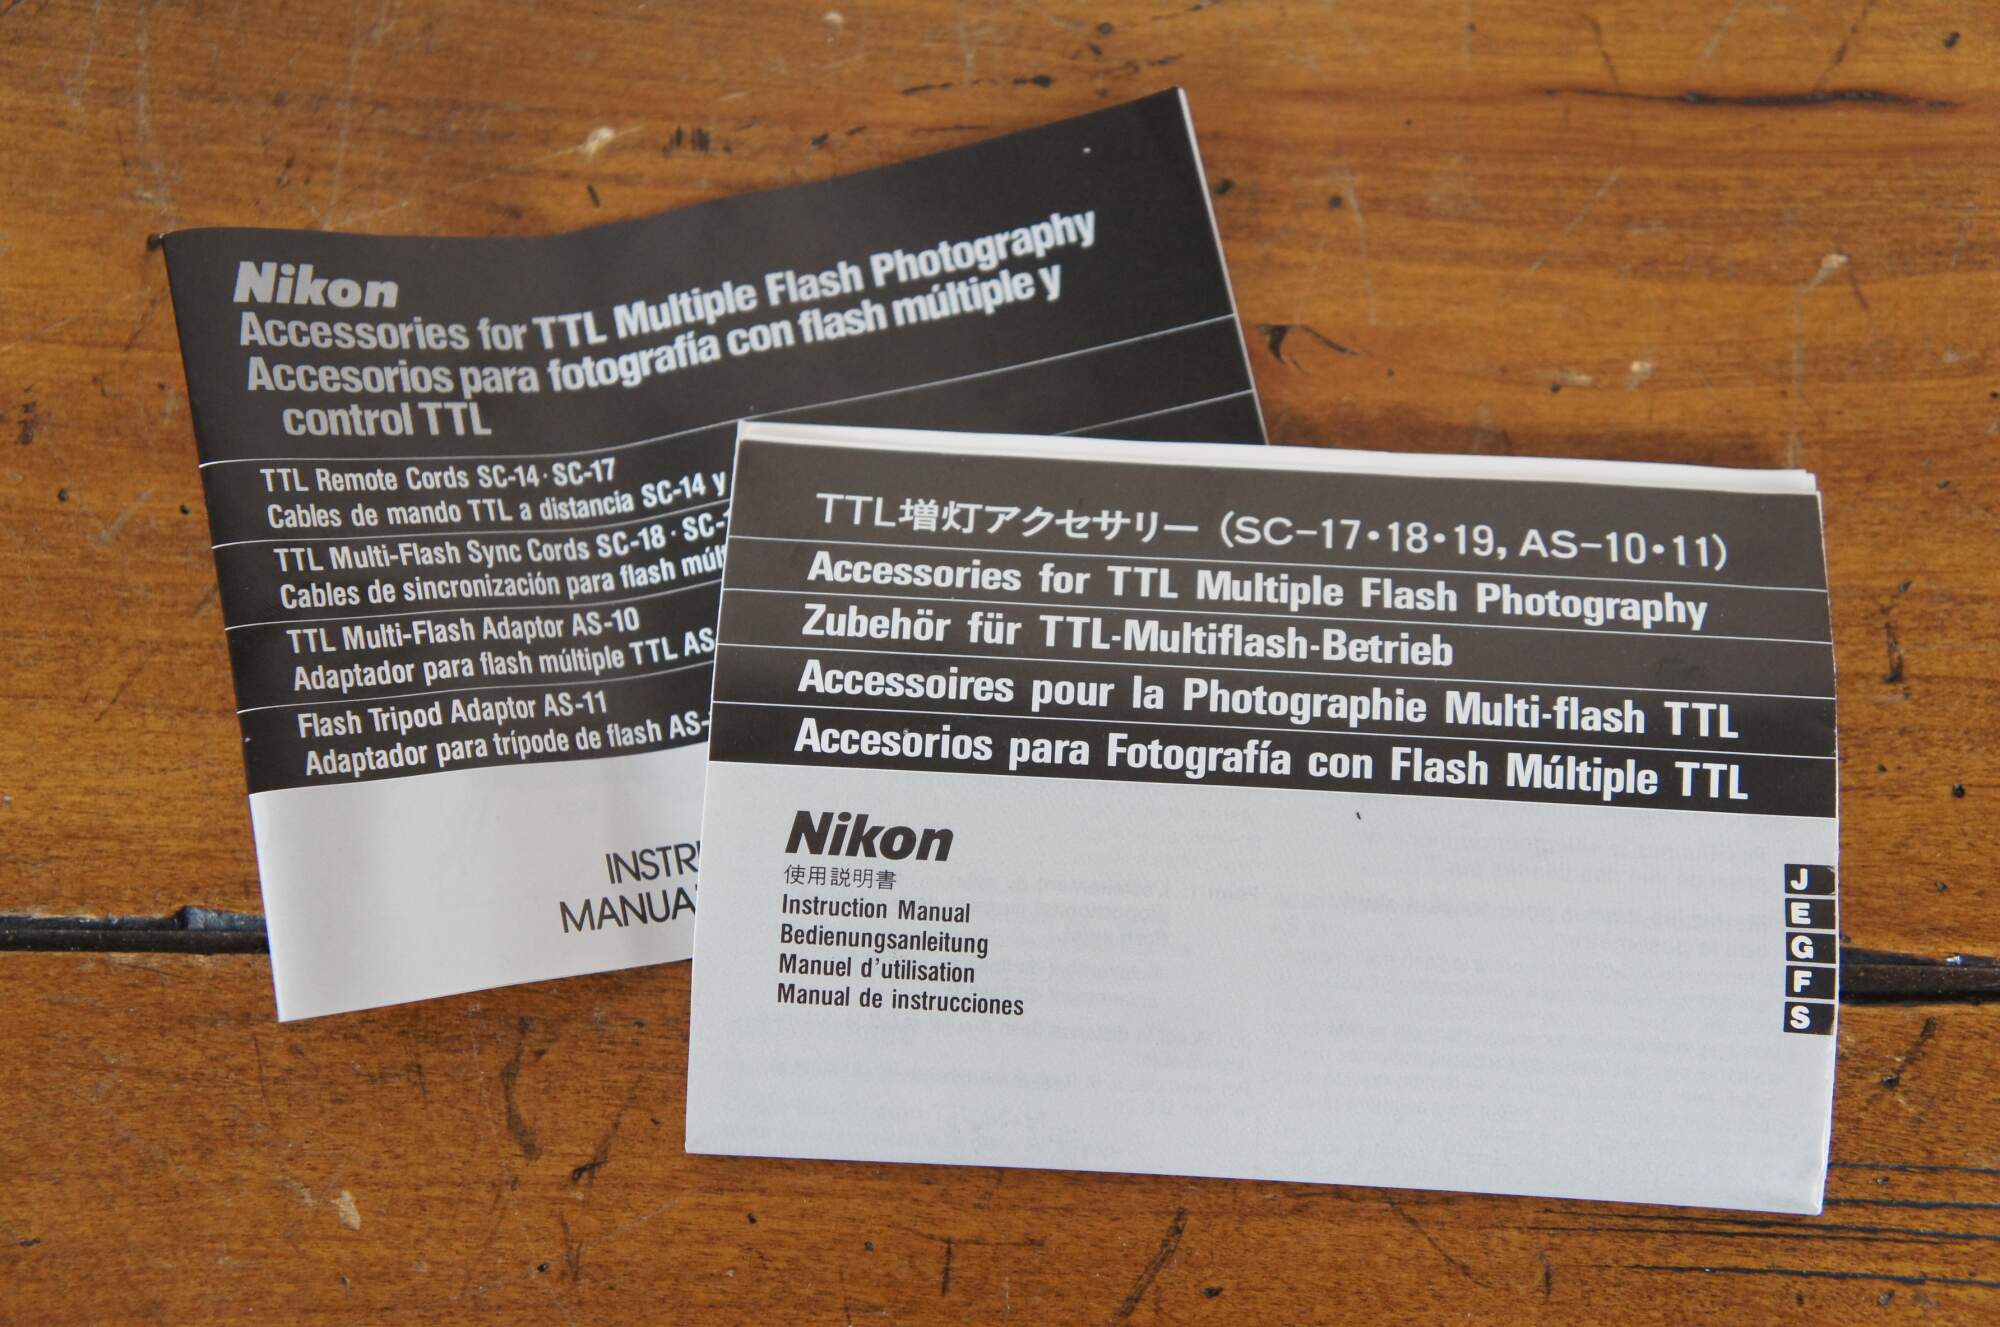 Nikon
Accessories for TTL Multiple Flash Photography
Accesorios para fotografía con flash múltiple y
control TTL
TTL Remote Cords SC-14 · SC-17
Cables de mando TTL a distancia SC-14 y
TTL Multi-Flash Sync Cords SC-18 ·
Cables de sincronización para flash
TTL Multi-Flash Adaptor AS-10
Adaptador para flash múltiple TTL
Flash Tripod Adaptor AS-11
Adaptador para trípode de flash
TTL増灯アクセサリー（SC-17・18・19, AS-10・11）
Accessories for TTL Multiple Flash Photography
Zubehör für TTL-Multiflash-Betrieb
Accessoires pour la Photographie Multi-flash TTL
Accesorios para Fotografía con Flash Múltiple TTL
Nikon
使用説明書
Instruction Manual
Bedienungsanleitung
Manuel d'utilisation
Manual de instrucciones
J
E
G
F
S